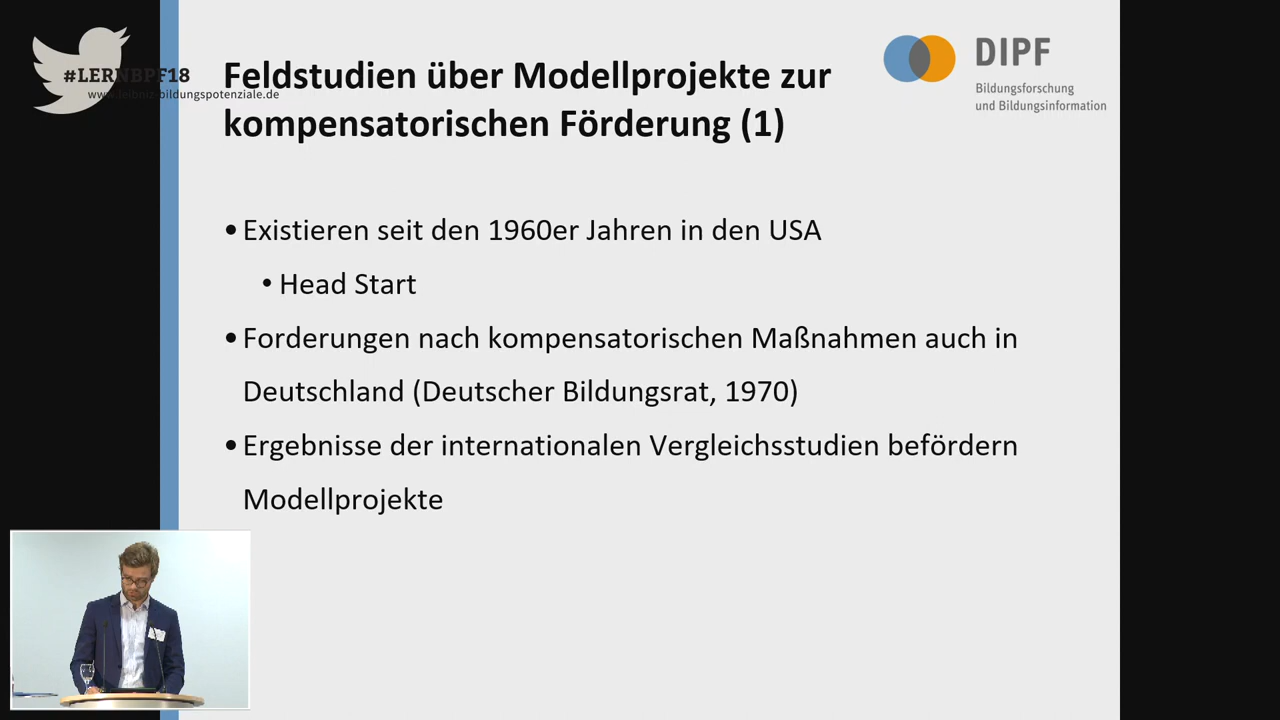 #LERNBPF18
www.leibniz-bildungspotenziale.de
Feldstudien über Modellprojekte zur
kompensatorischen Förderung (1)
DIPF
Bildungsforschung
und Bildungsinformation
• Existieren seit den 1960er Jahren in den USA
• Head Start
• Forderungen nach kompensatorischen Maßnahmen auch in
Deutschland (Deutscher Bildungsrat, 1970)
• Ergebnisse der internationalen Vergleichsstudien befördern
Modellprojekte